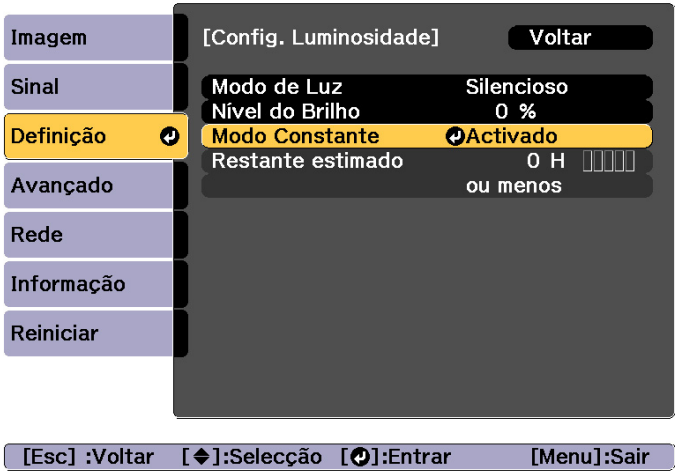 Imagem
Sinal
Definição
Avançado
Rede
Informação
Reiniciar
[Config. Luminosidade] Voltar
Modo de Luz Silencioso
Nível do Brilho 0 %
Modo Constante Activado
Restante estimado 0 H
ou menos
[Esc] :Voltar [ ]:Selecção [ ]:Entrar [Menu]:Sair